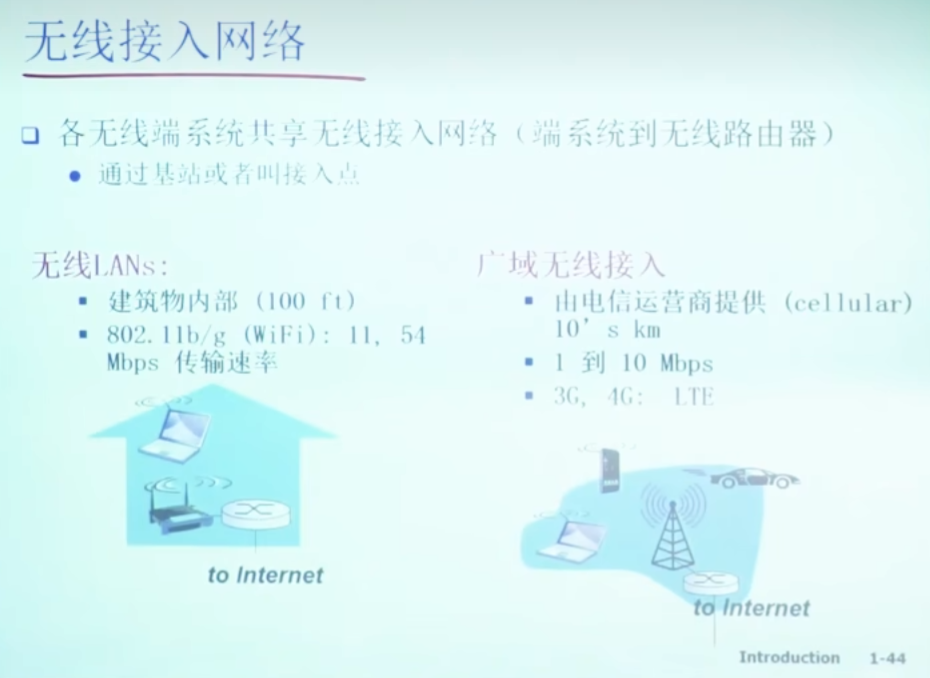 无线接入网络
各无线端系统共享无线接入网络（端系统到无线路由器）
通过基站或者叫接入点
无线LANs:
建筑物内部 (100 ft)
802.11b/g (WiFi): 11, 54
Mbps 传输速率
to Internet
广域无线接入
由电信运营商提供 (cellular)
10’s km
1 到 10 Mbps
3G, 4G: LTE
to Internet
Introduction 1-44